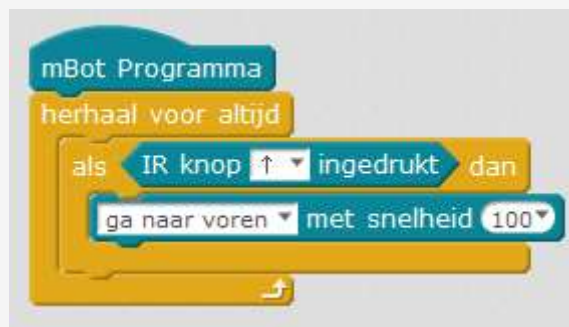 mBot Programma
herhaal voor altijd
als IR knop ↑ ingedrukt dan
ga naar voren met snelheid 100